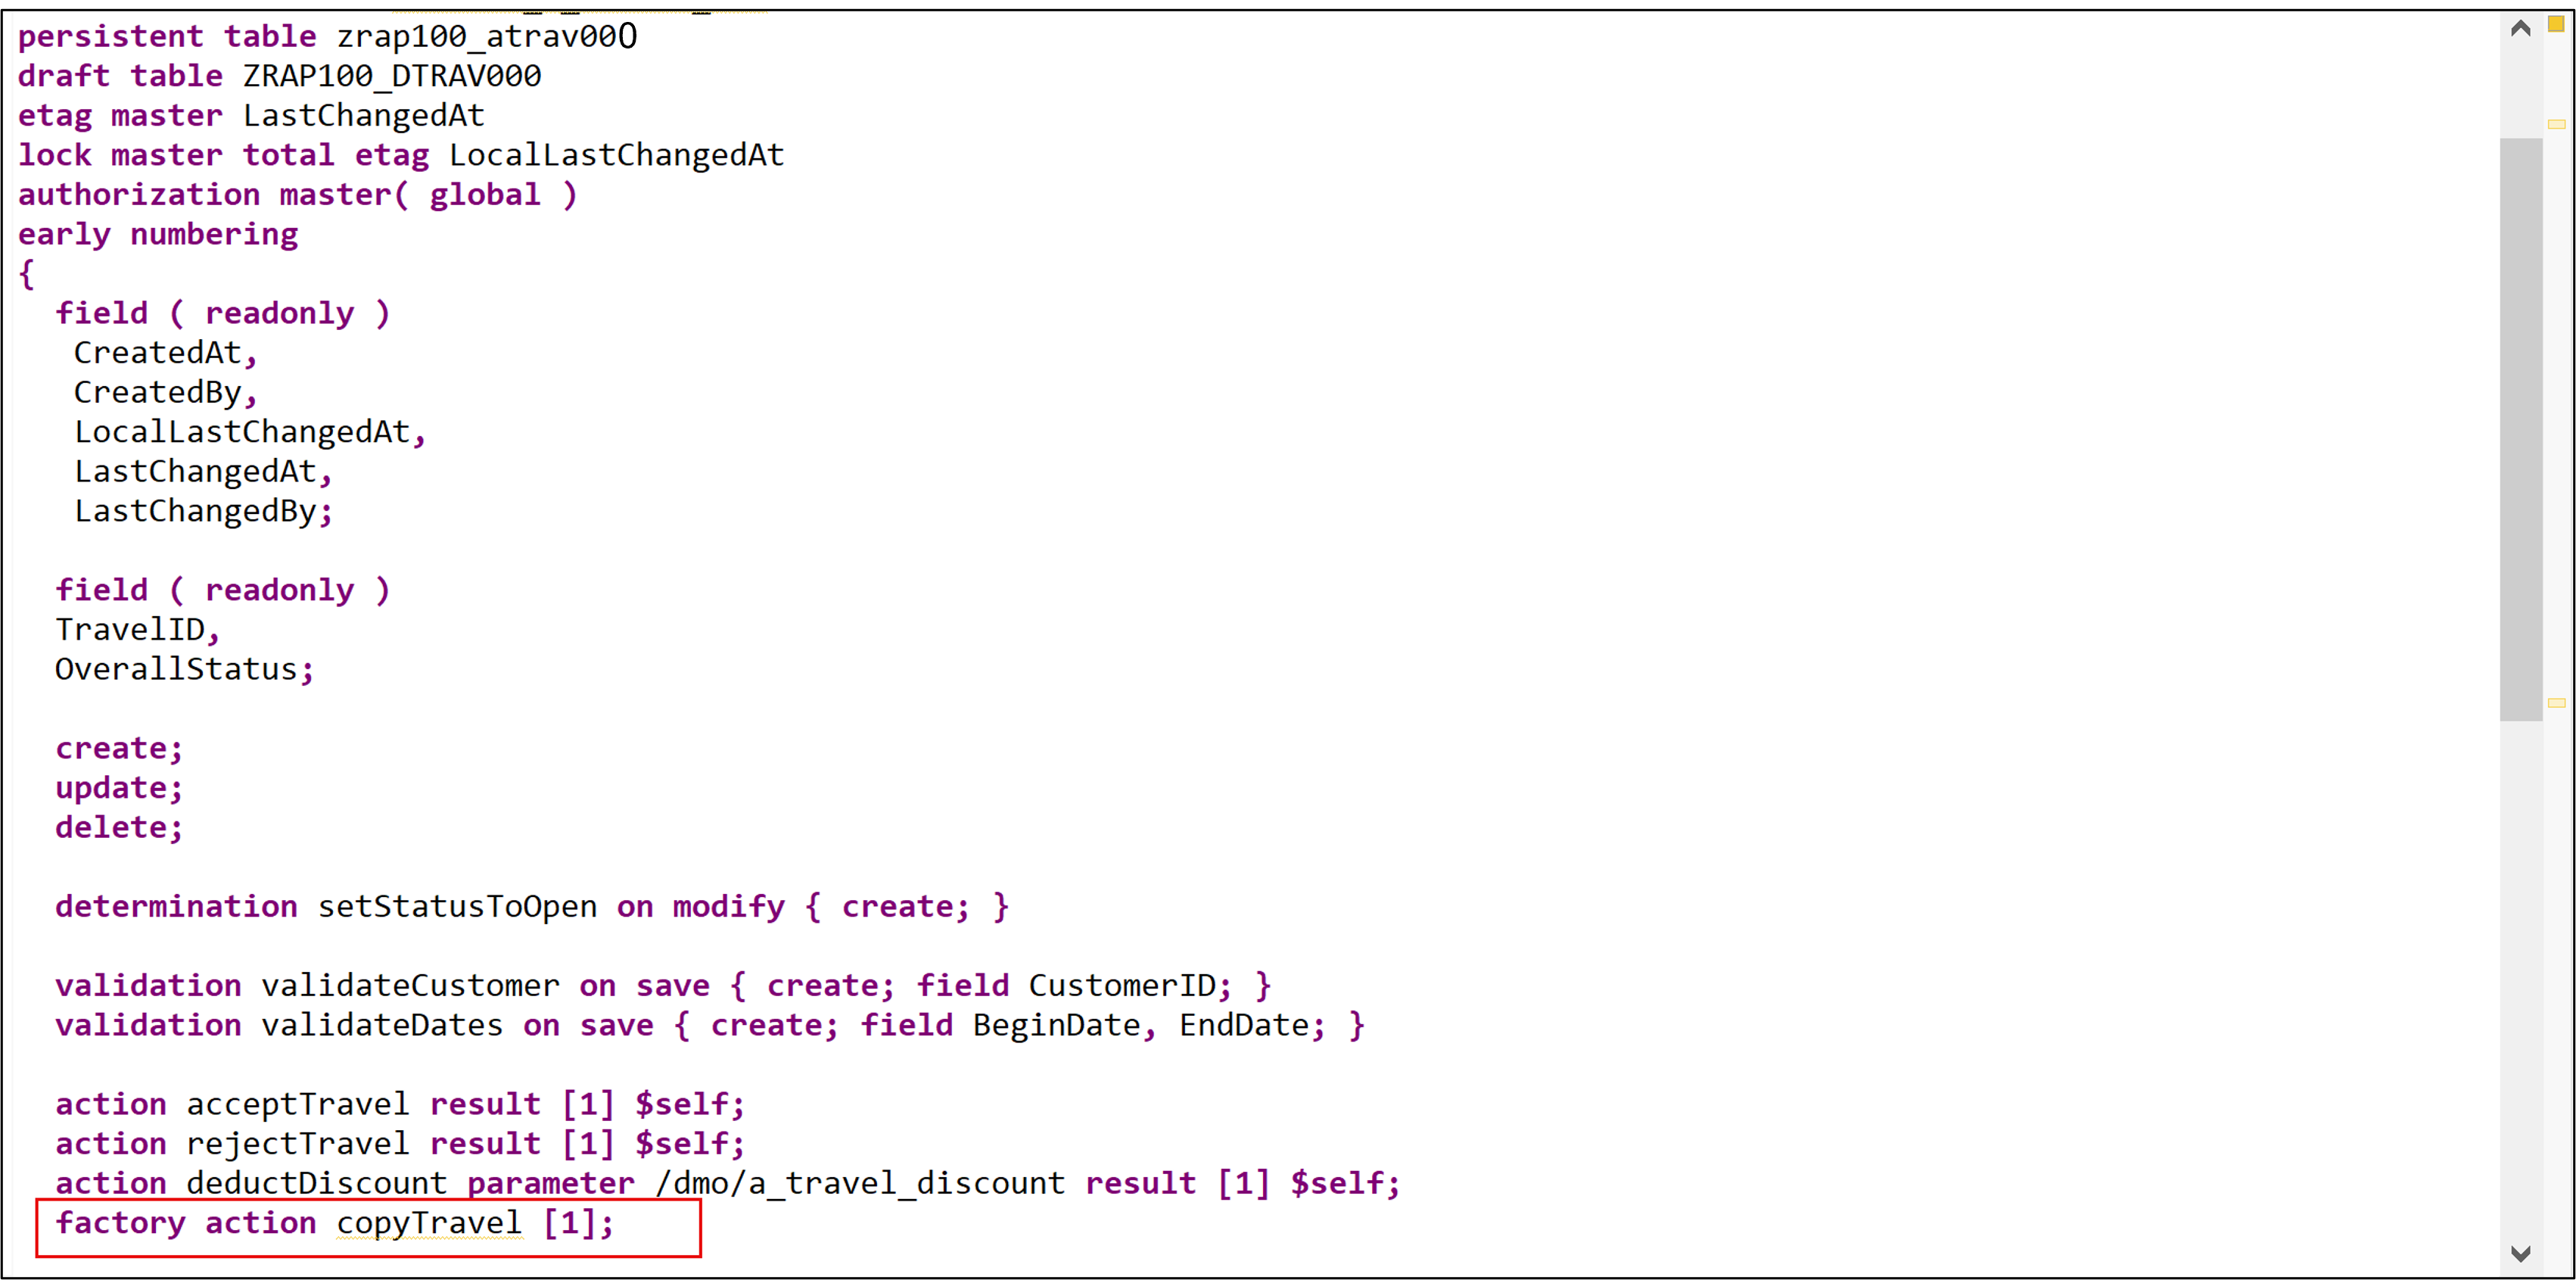 persistent table zrap100_atrav000
draft table ZRAP100_DTRAV000
etag master LastChangedAt
lock master total etag LocalLastChangedAt
authorization master( global )
early numbering
{
field ( readonly )
CreatedAt,
CreatedBy,
LocalLastChangedAt,
LastChangedAt,
LastChangedBy;
field ( readonly )
TravelID,
OverallStatus;
create;
update;
delete;
determination setStatusToOpen on modify { create; }
validation validateCustomer on save { create; field CustomerID; }
validation validateDates on save { create; field BeginDate, EndDate; }
action acceptTravel result [1] $self;
action rejectTravel result [1] $self;
action deductDiscount parameter /dmo/a_travel_discount result [1] $self;
factory action copyTravel [1];